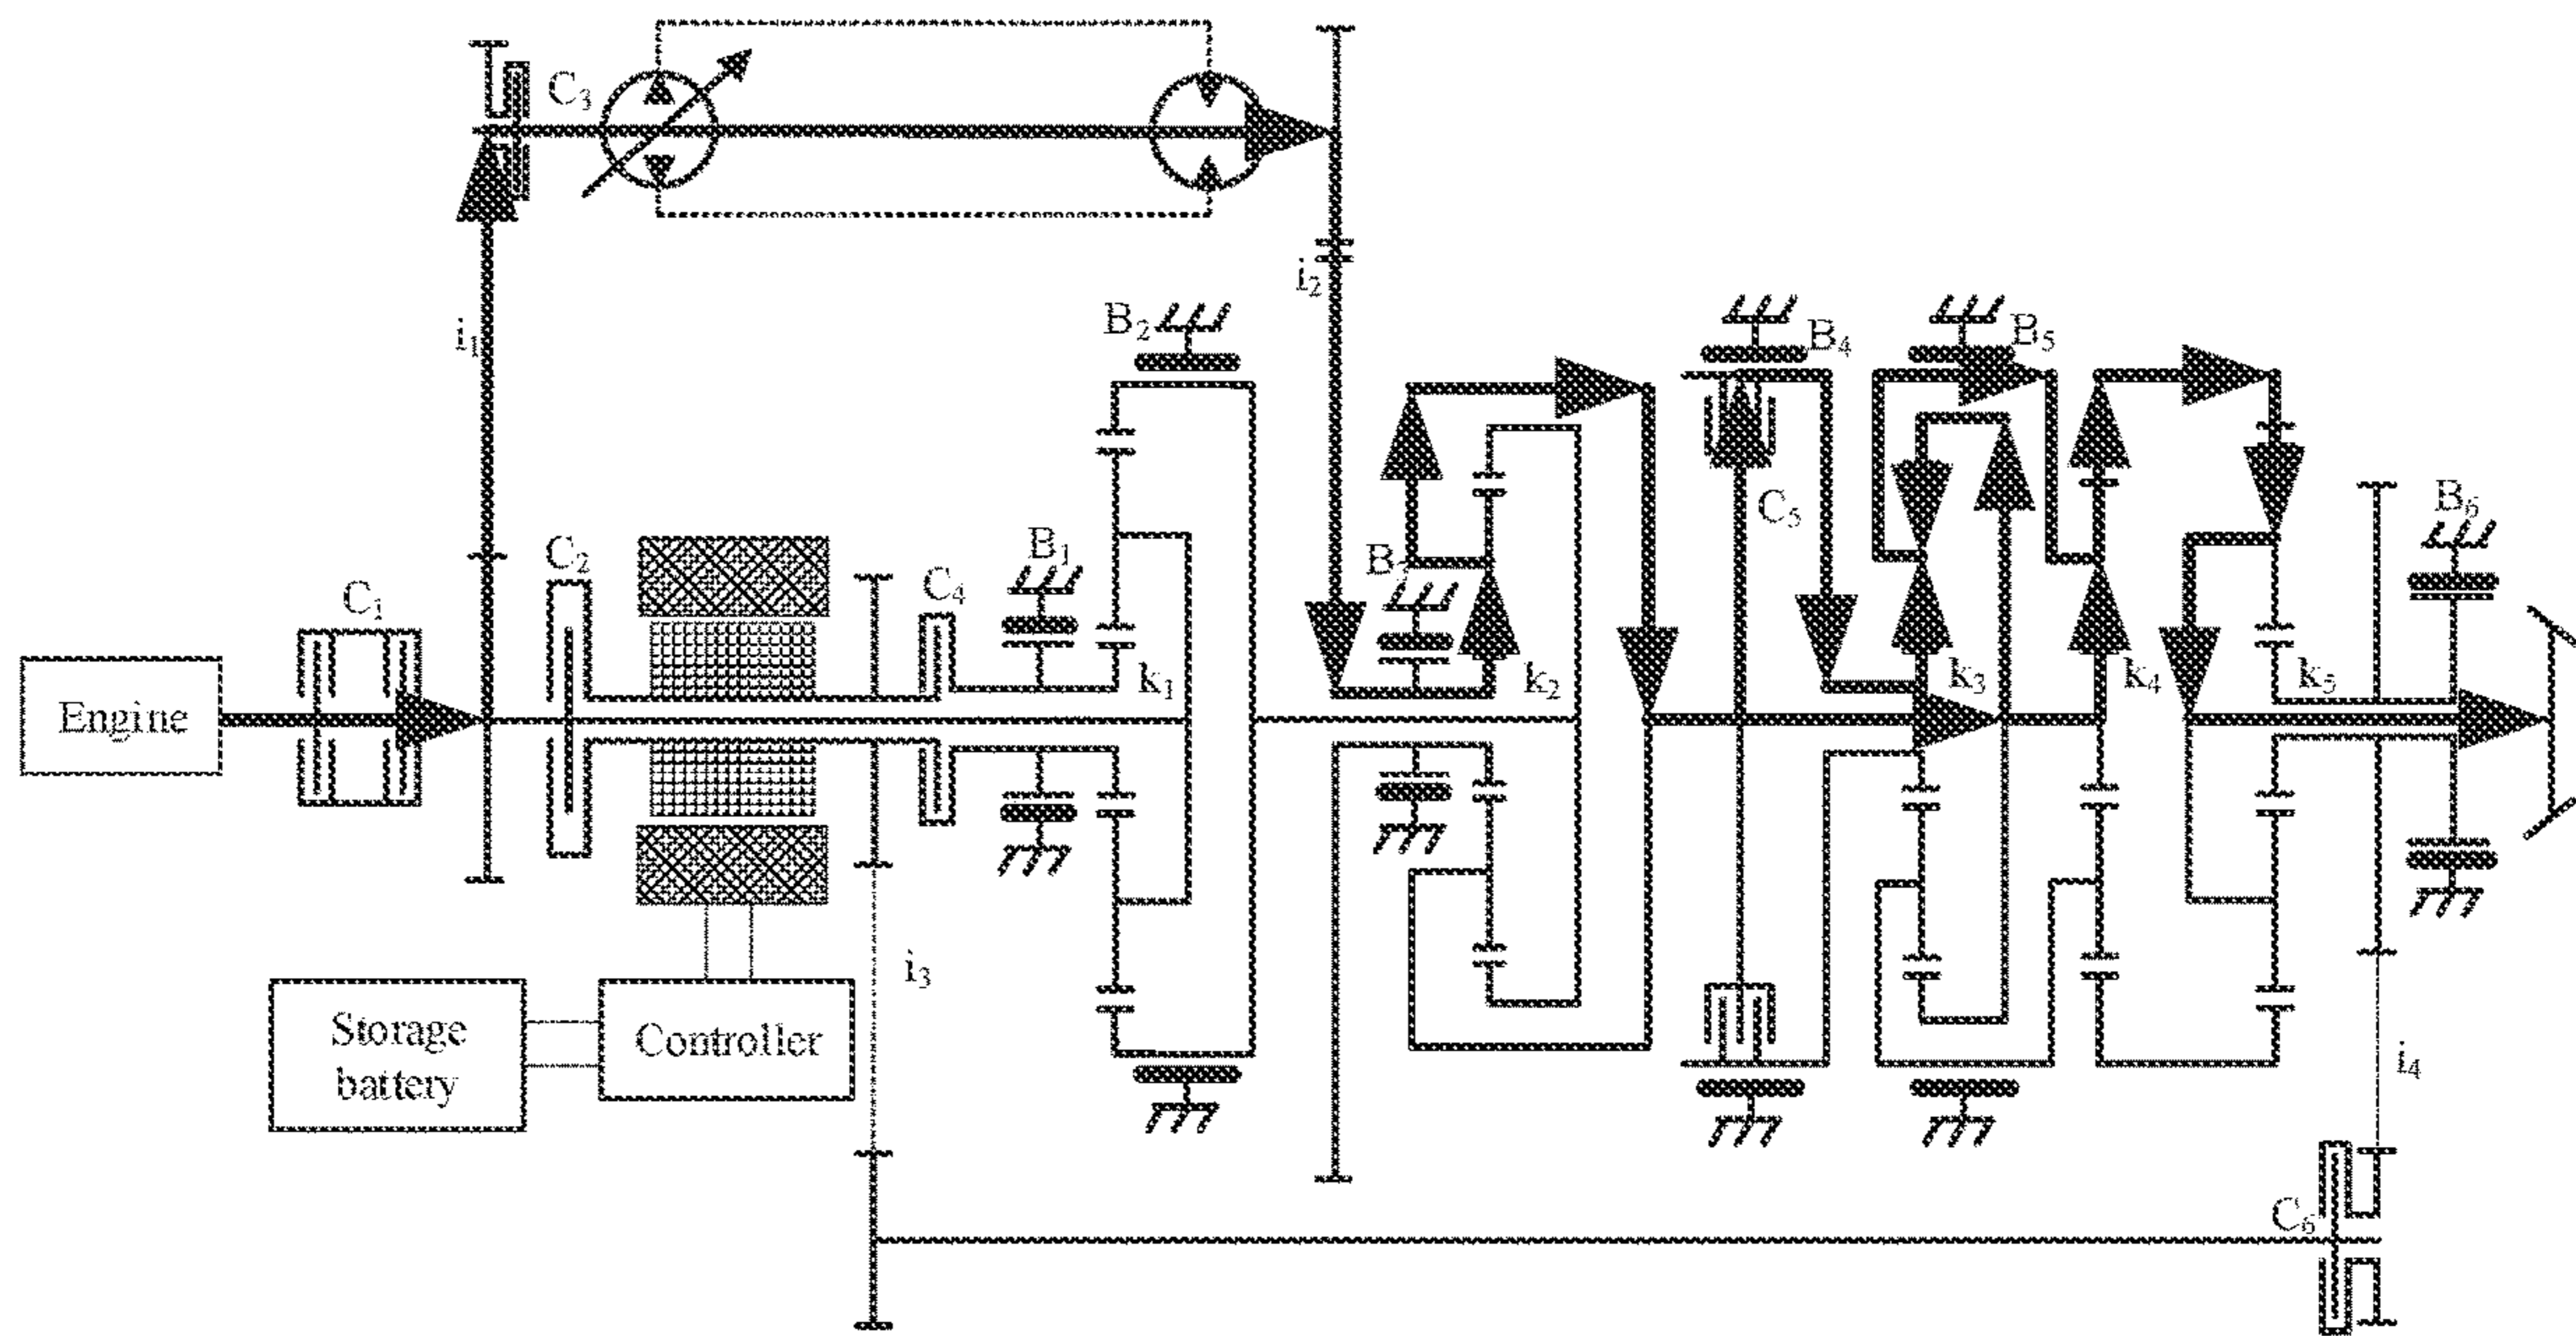 C₃
i₂
i₁
B₂
B₄
B₅
C₅
B₆
C₂
B₁
B₃
C₄
C₁
k₁
k₂
k₃
k₄
k₅
Engine
i₃
Storage
battery
Controller
i₄
C₆